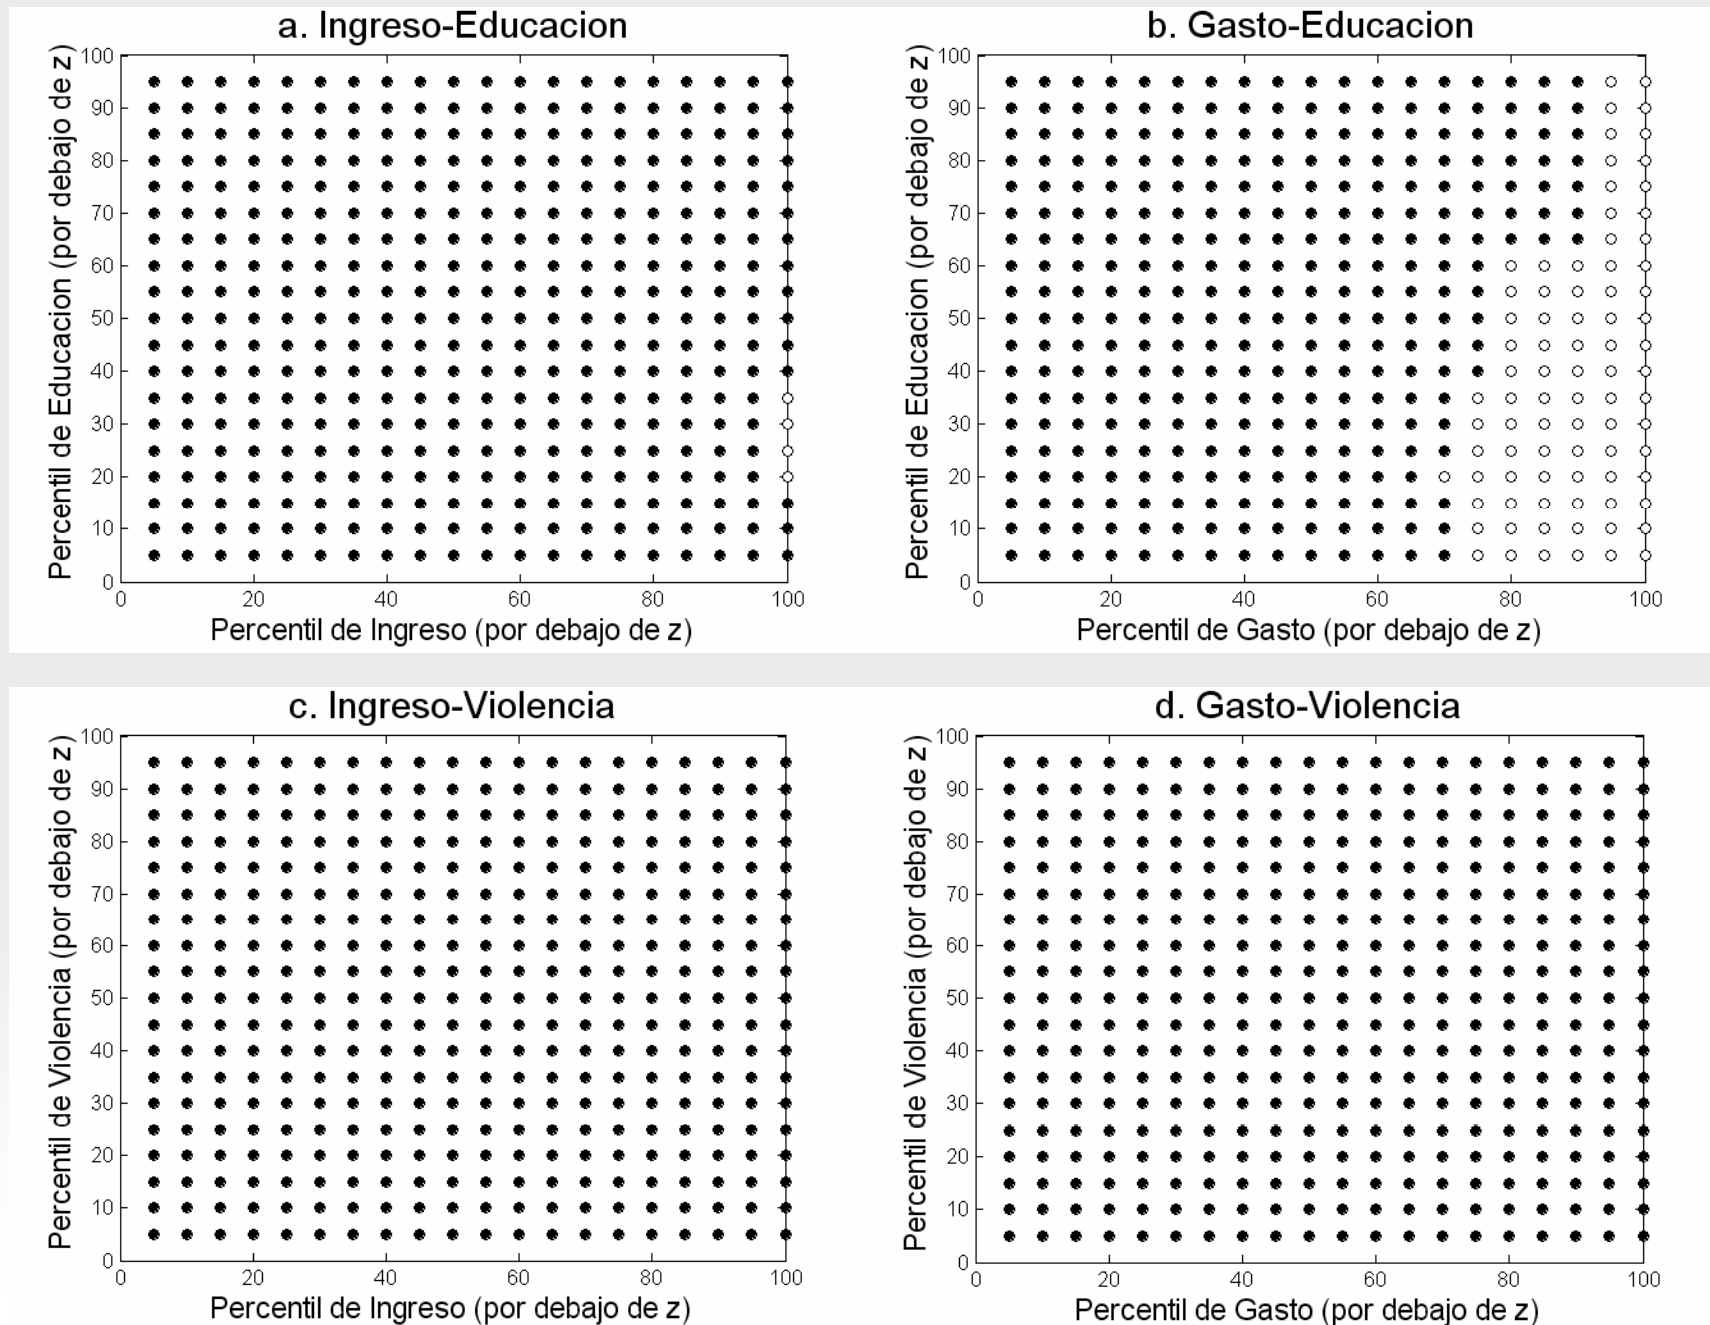 a. Ingreso-Educacion
Percentil de Educacion (por debajo de z)
100
90
80
70
60
50
40
30
20
10
0
0 20 40 60 80 100
Percentil de Ingreso (por debajo de z)
b. Gasto-Educacion
Percentil de Educacion (por debajo de z)
100
90
80
70
60
50
40
30
20
10
0
0 20 40 60 80 100
Percentil de Gasto (por debajo de z)
c. Ingreso-Violencia
Percentil de Violencia (por debajo de z)
100
90
80
70
60
50
40
30
20
10
0
0 20 40 60 80 100
Percentil de Ingreso (por debajo de z)
d. Gasto-Violencia
Percentil de Violencia (por debajo de z)
100
90
80
70
60
50
40
30
20
10
0
0 20 40 60 80 100
Percentil de Gasto (por debajo de z)